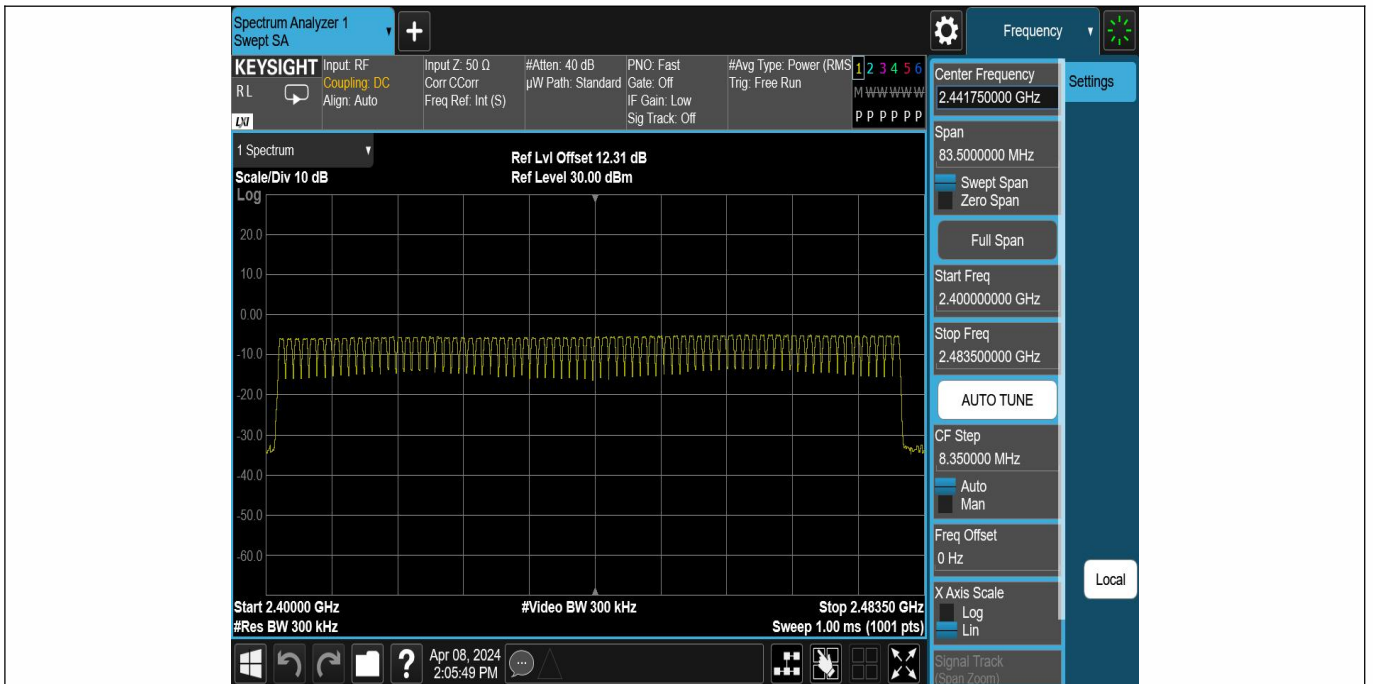 Spectrum Analyzer 1
Swept SA
+
Frequency
KEYSIGHT
R L
LXI
Input: RF
Coupling: DC
Align: Auto
Input Z: 50 Ω
Corr CCorr
Freq Ref: Int (S)
#Atten: 40 dB
µW Path: Standard
PNO: Fast
Gate: Off
IF Gain: Low
Sig Track: Off
#Avg Type: Power (RMS
Trig: Free Run
1 2 3 4 5 6
M W W W W W
P P P P P P
Center Frequency
2.441750000 GHz
Settings
1 Spectrum
Scale/Div 10 dB
Ref Lvl Offset 12.31 dB
Ref Level 30.00 dBm
Span
83.5000000 MHz
Swept Span
Zero Span
Full Span
Start Freq
2.400000000 GHz
Stop Freq
2.483500000 GHz
AUTO TUNE
CF Step
8.350000 MHz
Auto
Man
Freq Offset
0 Hz
X Axis Scale
Log
Lin
Signal Track
(Span Zoom)
Local
Log
20.0
10.0
0.00
-10.0
-20.0
-30.0
-40.0
-50.0
-60.0
Start 2.40000 GHz
#Res BW 300 kHz
#Video BW 300 kHz
Stop 2.48350 GHz
Sweep 1.00 ms (1001 pts)
?
Apr 08, 2024
2:05:49 PM